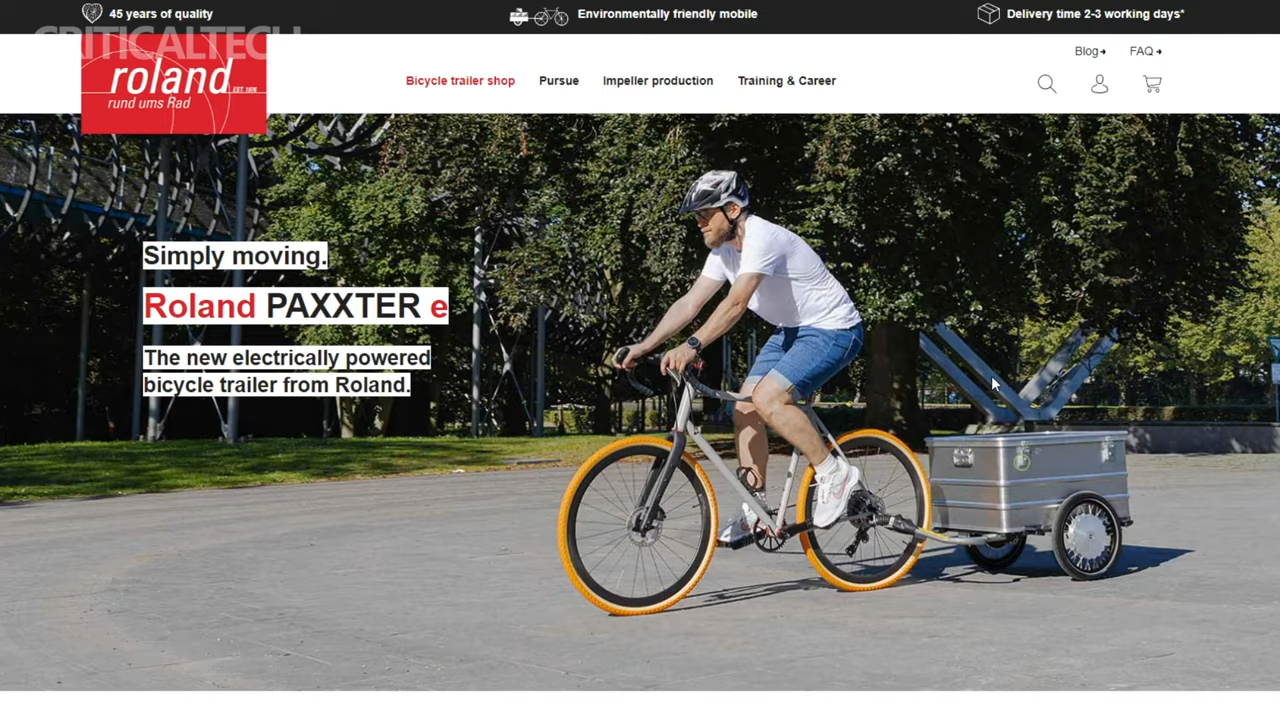 45 years of quality
Environmentally friendly mobile
Delivery time 2-3 working days*
CRITICALTECH
Blog
FAQ
roland
EST. 1976
rund ums Rad
Bicycle trailer shop
Pursue
Impeller production
Training & Career
Simply moving.
Roland PAXXTER e
The new electrically powered
bicycle trailer from Roland.